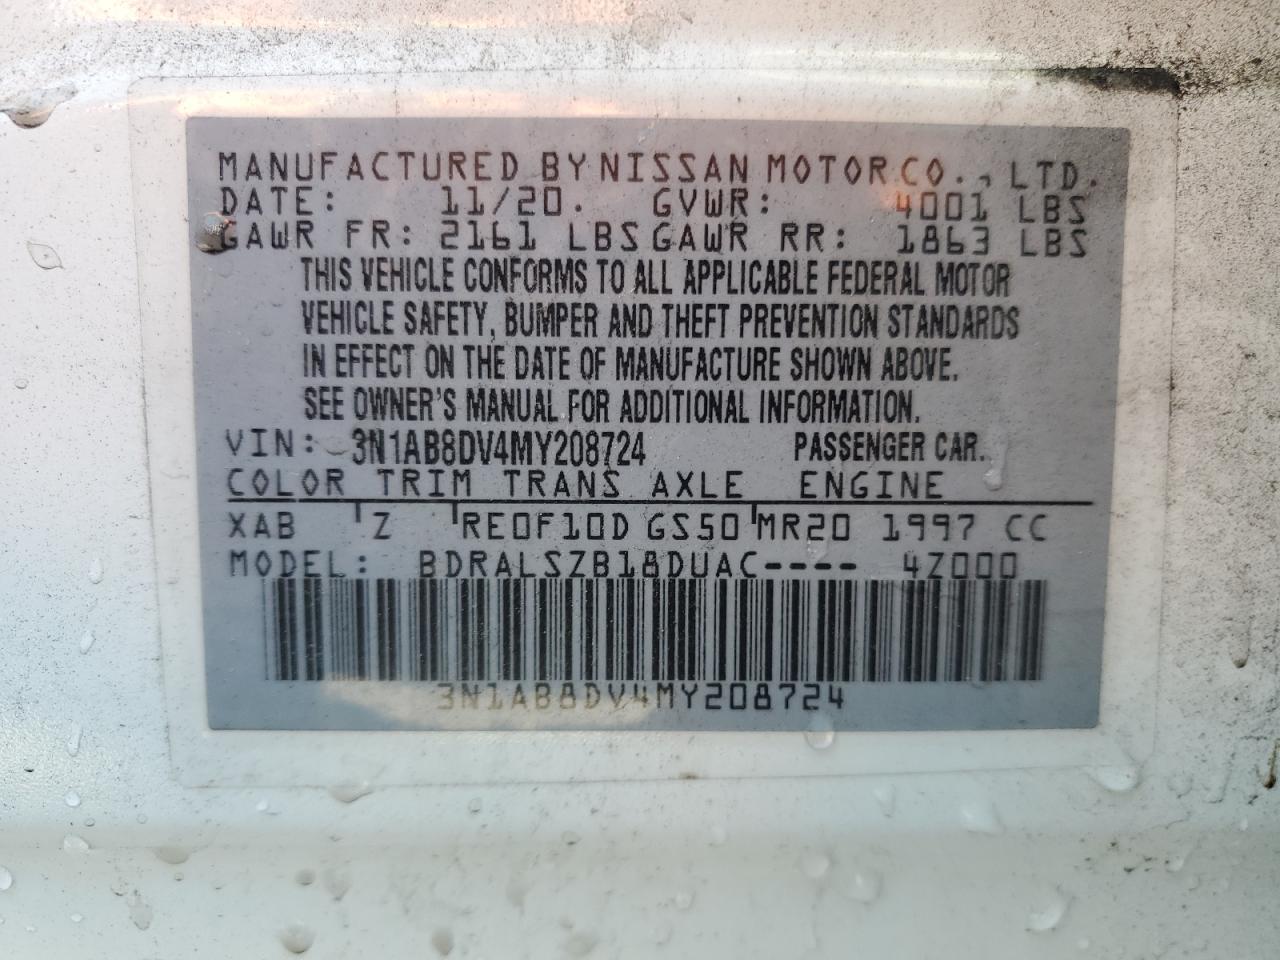 MANUFACTURED BY NISSAN MOTOR CO., LTD.
DATE: 11/20. GVWR: 4001 LBS
GAWR FR: 2161 LBS GAWR RR: 1863 LBS
THIS VEHICLE CONFORMS TO ALL APPLICABLE FEDERAL MOTOR
VEHICLE SAFETY, BUMPER AND THEFT PREVENTION STANDARDS
IN EFFECT ON THE DATE OF MANUFACTURE SHOWN ABOVE.
SEE OWNER'S MANUAL FOR ADDITIONAL INFORMATION.
VIN: 3N1AB8DV4MY208724 PASSENGER CAR.
COLOR TRIM TRANS AXLE ENGINE
XAB Z RE0F10D GS50 MR20 1997 CC
MODEL: BDRALSZB18DUAC---- 4Z000
3N1AB8DV4MY208724